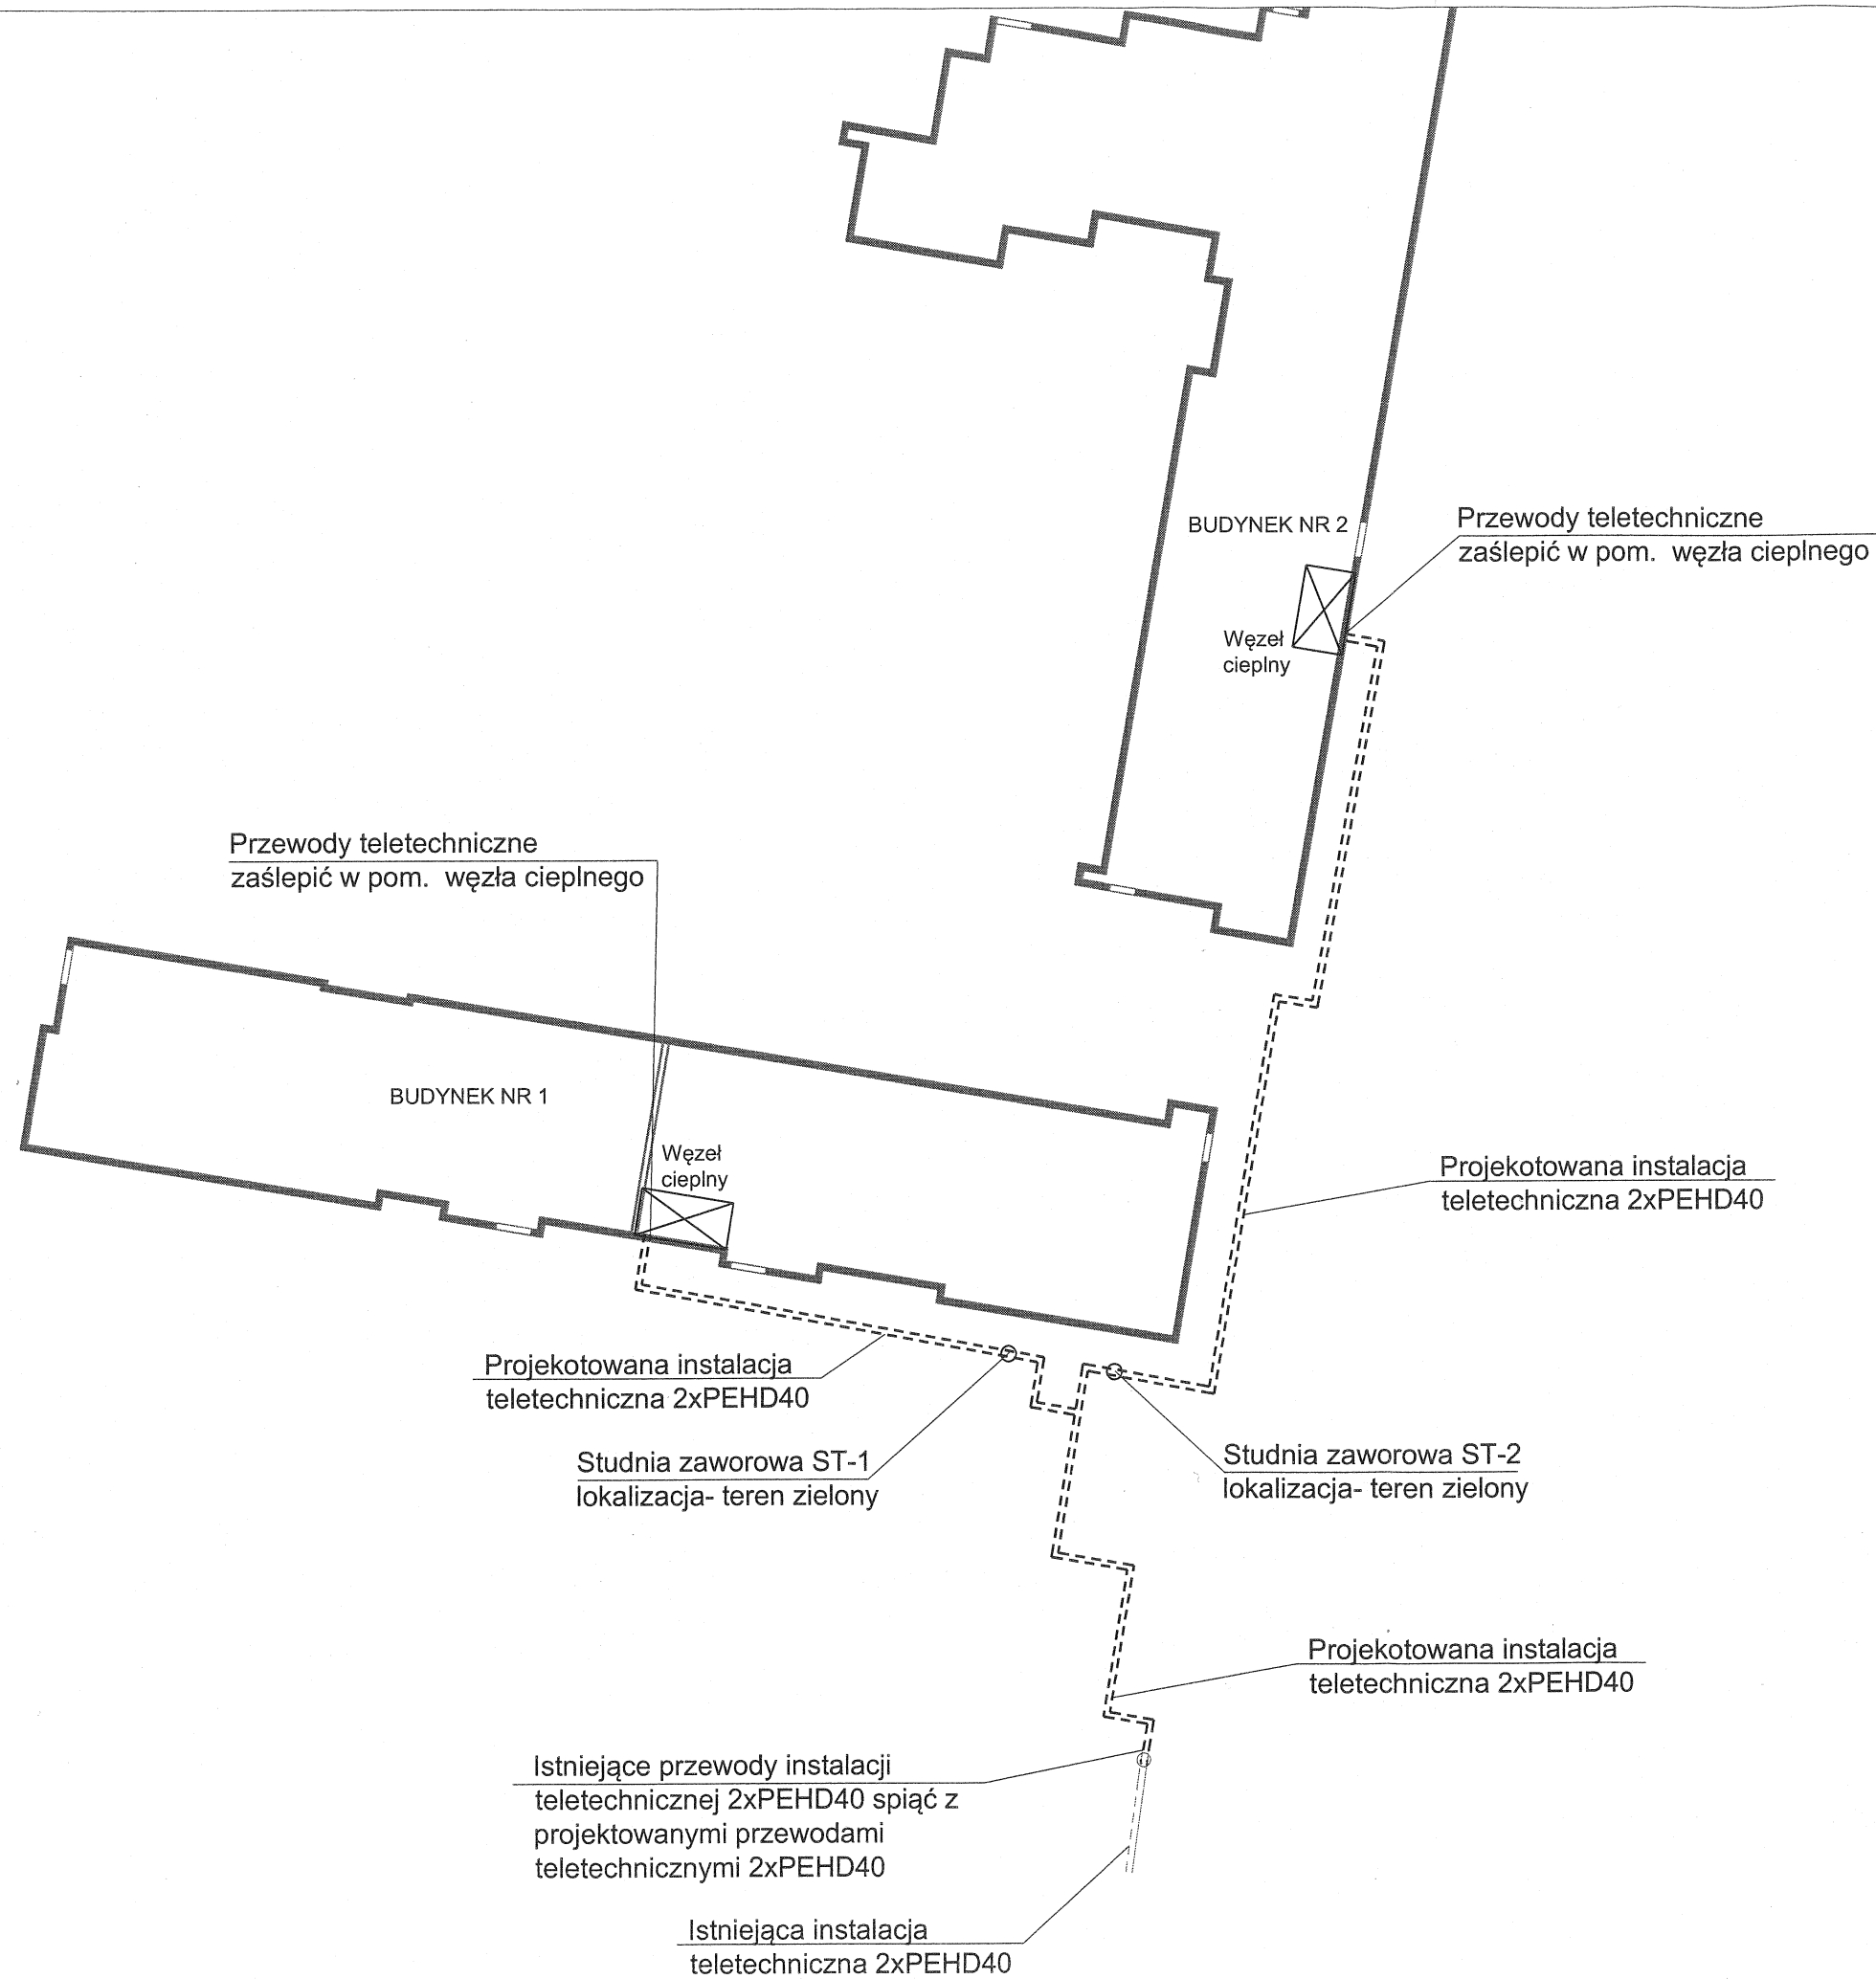 BUDYNEK NR 2
Przewody teletechniczne
zaślepić w pom. węzła cieplnego
Węzeł
cieplny
Przewody teletechniczne
zaślepić w pom. węzła cieplnego
BUDYNEK NR 1
Węzeł
cieplny
Projekotowana instalacja
teletechniczna 2xPEHD40
Projekotowana instalacja
teletechniczna 2xPEHD40
Studnia zaworowa ST-1
lokalizacja- teren zielony
Studnia zaworowa ST-2
lokalizacja- teren zielony
Projekotowana instalacja
teletechniczna 2xPEHD40
Istniejące przewody instalacji
teletechnicznej 2xPEHD40 spiąć z
projektowanymi przewodami
teletechnicznymi 2xPEHD40
Istniejąca instalacja
teletechniczna 2xPEHD40